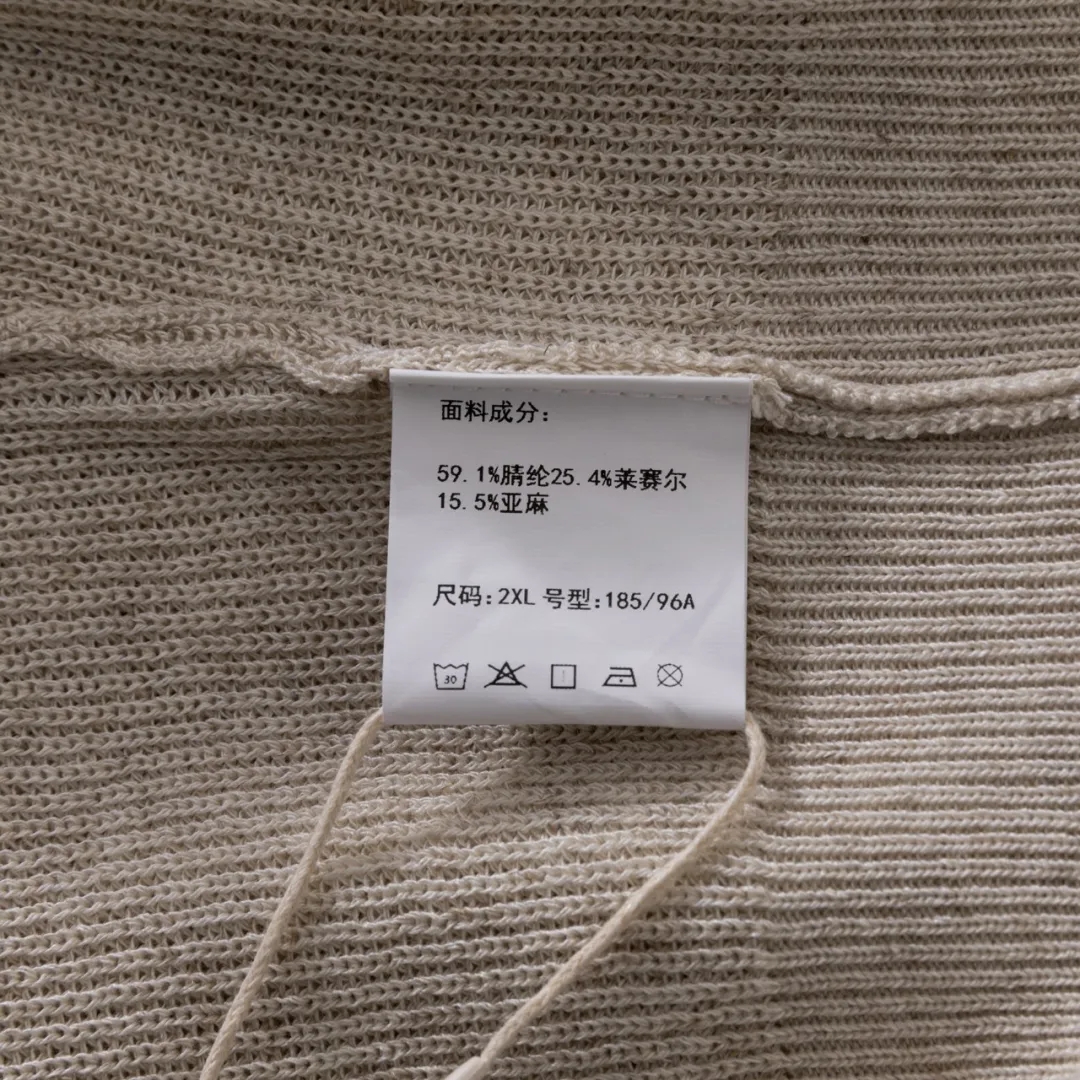 面料成分：
59.1%腈纶25.4%莱赛尔
15.5%亚麻
尺码:2XL 号型:185/96A
30